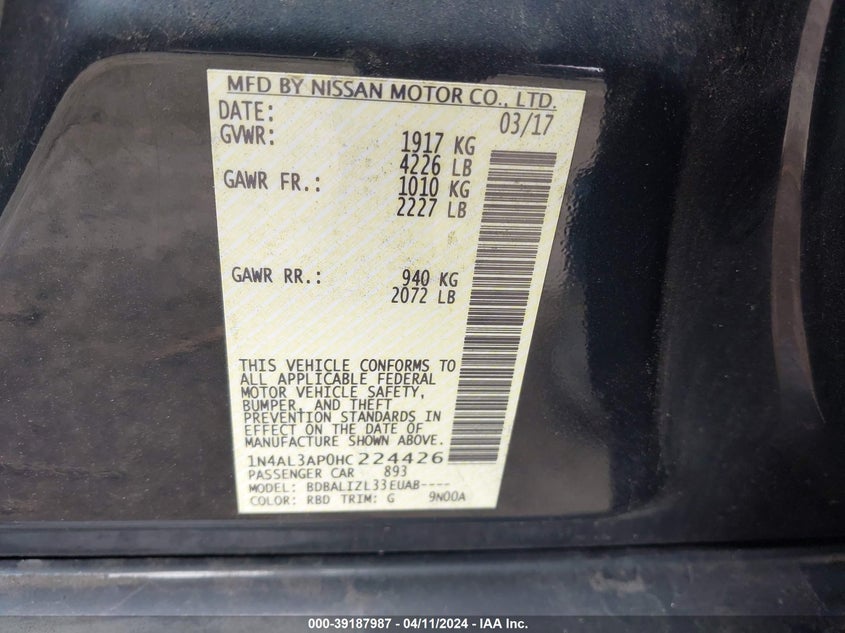 MFD BY NISSAN MOTOR CO., LTD.
DATE: 03/17
GVWR: 1917 KG
4226 LB
GAWR FR.: 1010 KG
2227 LB
GAWR RR.: 940 KG
2072 LB
THIS VEHICLE CONFORMS TO
ALL APPLICABLE FEDERAL
MOTOR VEHICLE SAFETY,
BUMPER, AND THEFT
PREVENTION STANDARDS IN
EFFECT ON THE DATE OF
MANUFACTURE SHOWN ABOVE.
1N4AL3AP0HC224426
PASSENGER CAR 893
MODEL: BDBALIZL33EUAB----
COLOR: RBD TRIM: G 9N00A
000-39187987 - 04/11/2024 - IAA Inc.